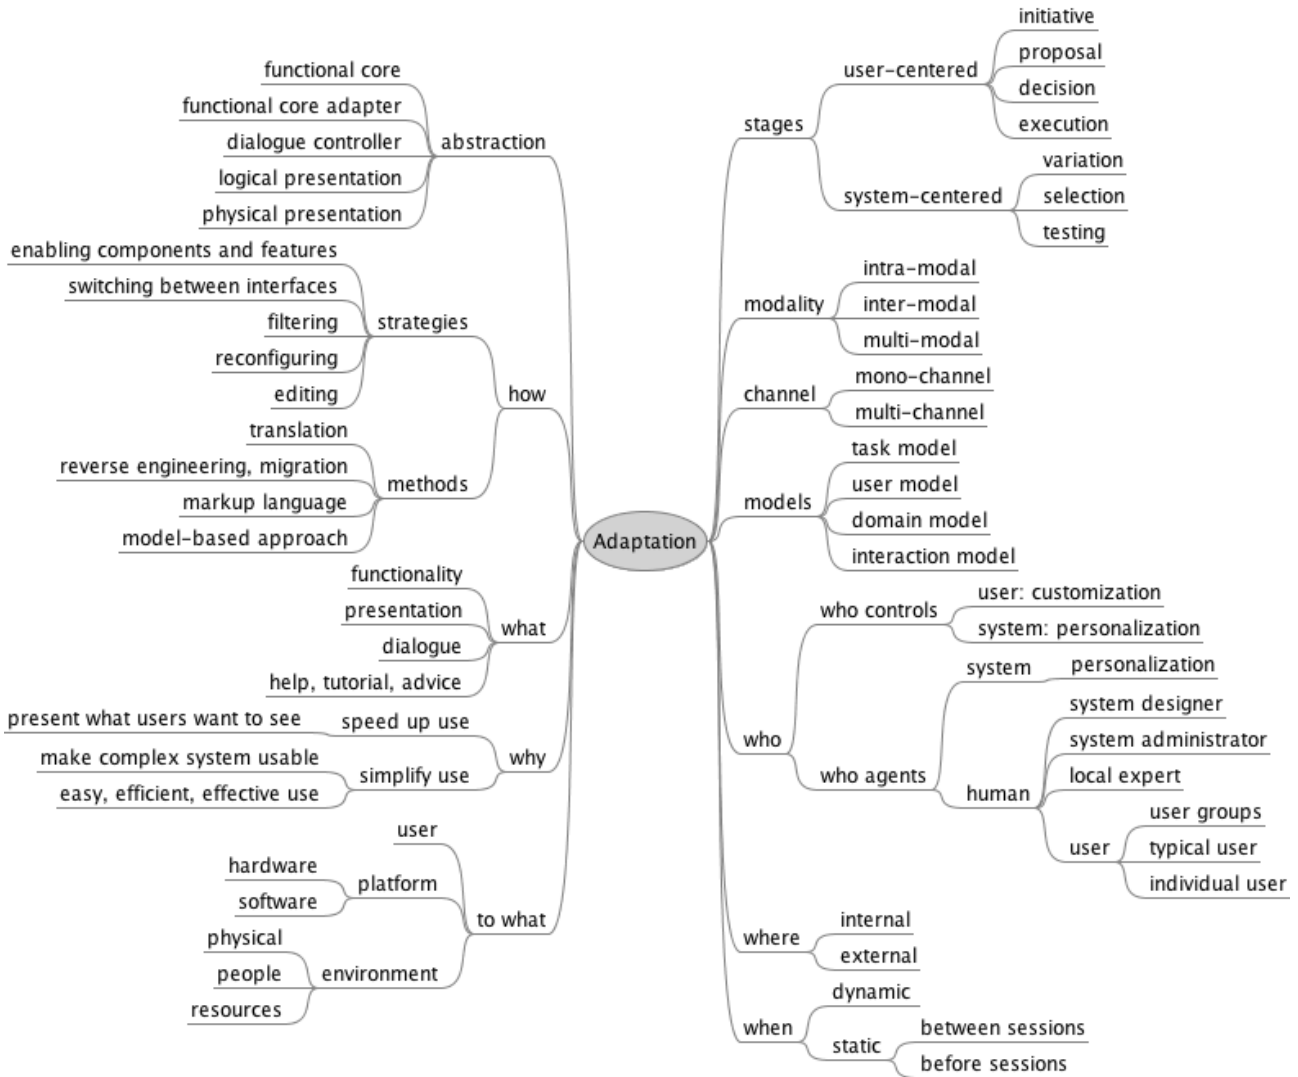 Adaptation
abstraction
functional core
functional core adapter
dialogue controller
logical presentation
physical presentation
how
strategies
enabling components and features
switching between interfaces
filtering
reconfiguring
editing
methods
translation
reverse engineering, migration
markup language
model-based approach
what
functionality
presentation
dialogue
help, tutorial, advice
why
speed up use
present what users want to see
simplify use
make complex system usable
easy, efficient, effective use
to what
user
platform
hardware
software
environment
physical
people
resources
stages
user-centered
initiative
proposal
decision
execution
system-centered
variation
selection
testing
modality
intra-modal
inter-modal
multi-modal
channel
mono-channel
multi-channel
models
task model
user model
domain model
interaction model
who
who controls
user: customization
system: personalization
who agents
system
personalization
human
system designer
system administrator
local expert
user
user groups
typical user
individual user
where
internal
external
when
dynamic
static
between sessions
before sessions